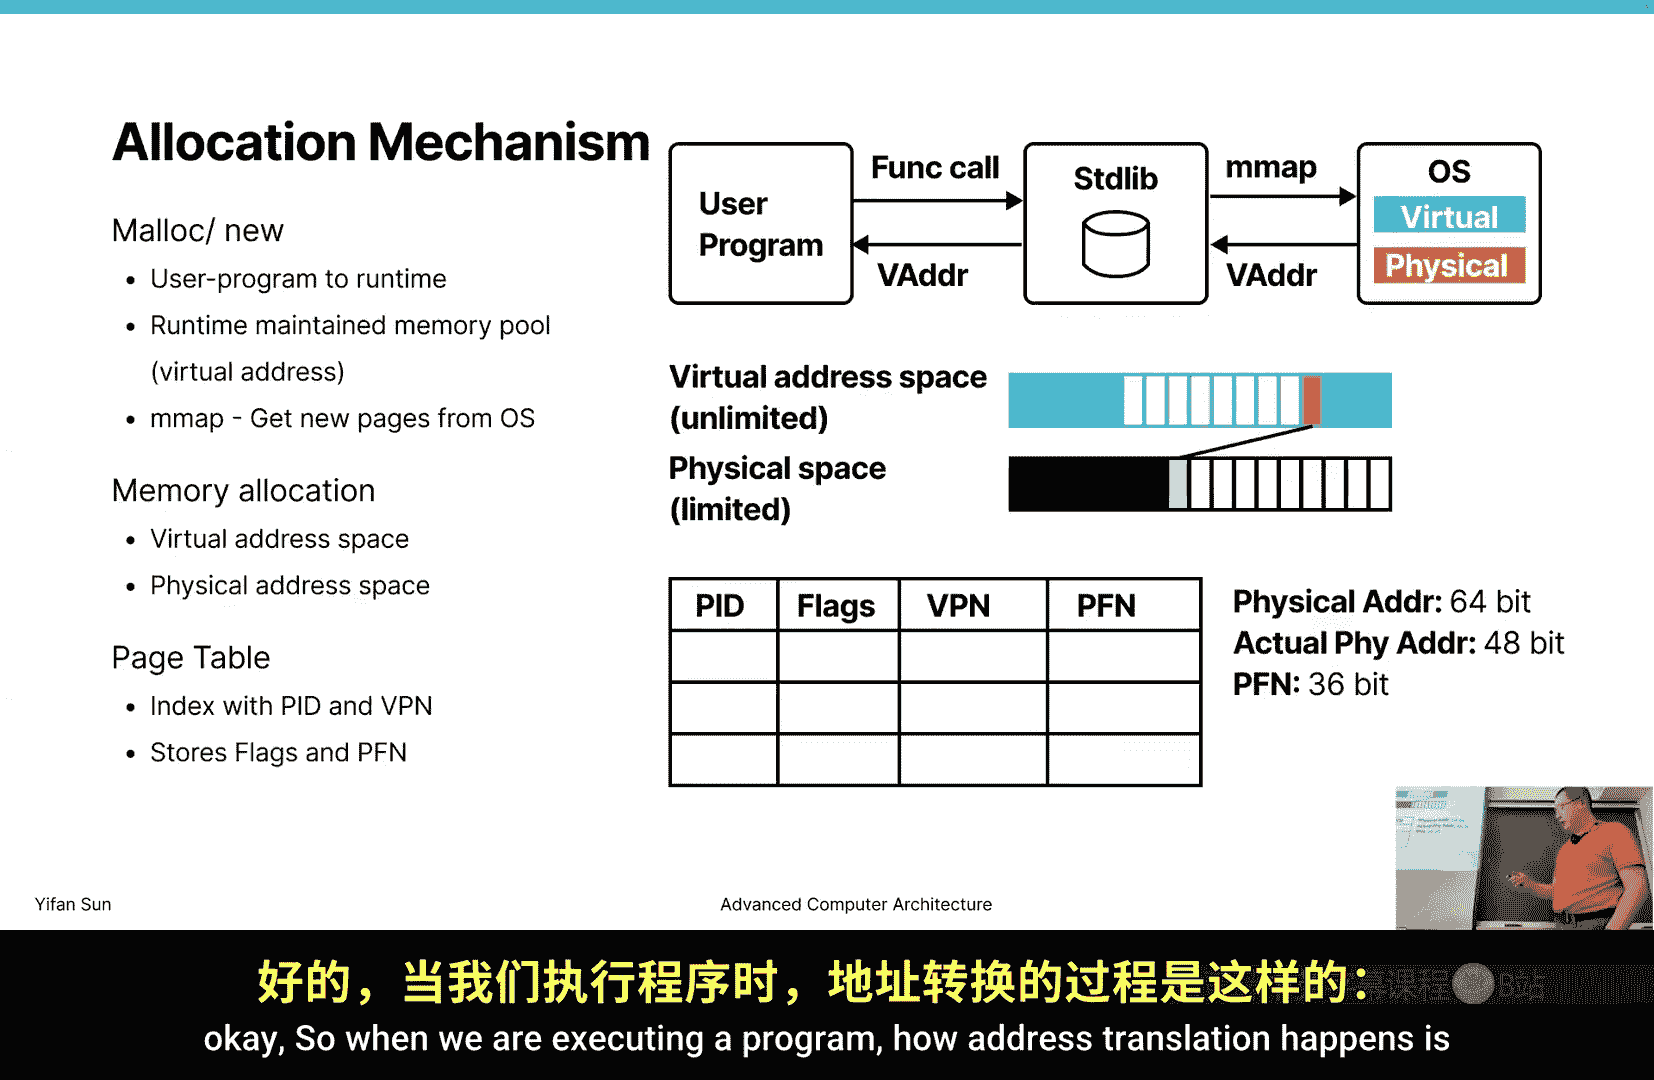 Allocation Mechanism
Malloc/ new
• User-program to runtime
• Runtime maintained memory pool
(virtual address)
• mmap - Get new pages from OS
Memory allocation
• Virtual address space
• Physical address space
Page Table
• Index with PID and VPN
• Stores Flags and PFN
User
Program
Func call
VAddr
Stdlib
mmap
VAddr
OS
Virtual
Physical
Virtual address space
(unlimited)
Physical space
(limited)
PID Flags VPN PFN
Physical Addr: 64 bit
Actual Phy Addr: 48 bit
PFN: 36 bit
Yifan Sun
Advanced Computer Architecture
好的，当我们执行程序时，地址转换的过程是这样的：
课程
B站
okay, So when we are executing a program, how address translation happens is